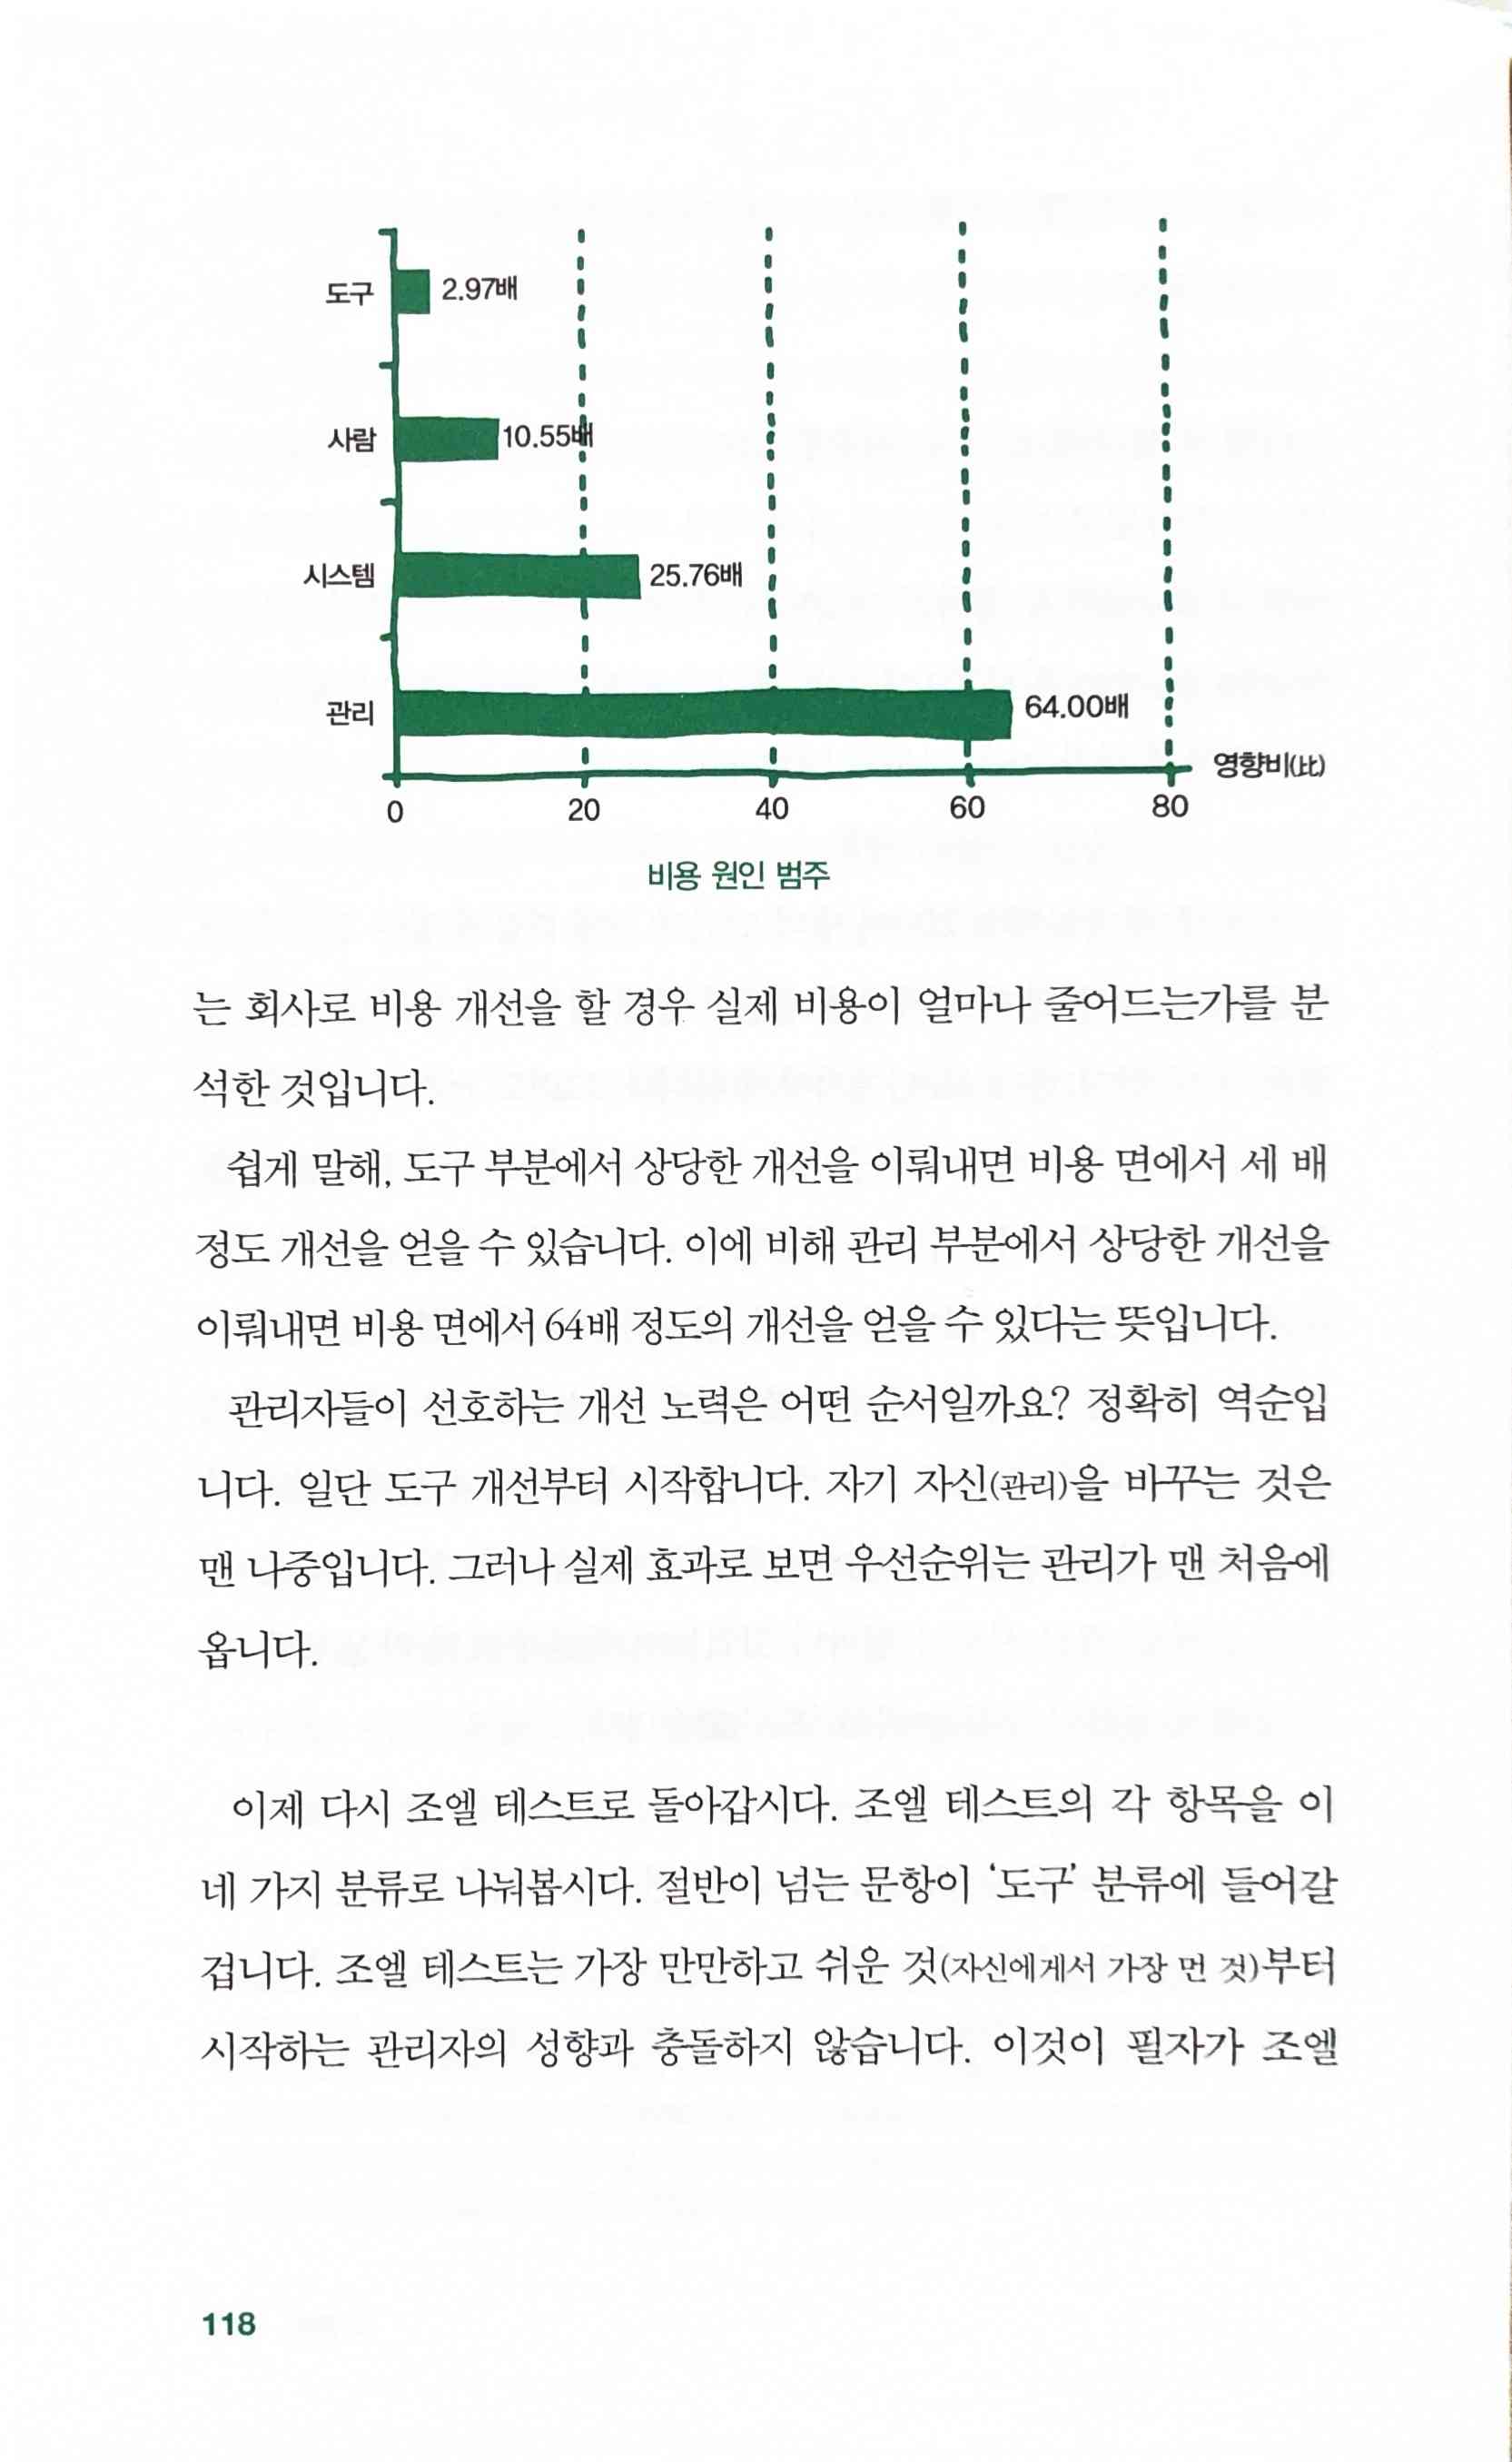 도구 2.97배
사람 10.55배
시스템 25.76배
관리 64.00배
영향비(比)
0 20 40 60 80
비용 원인 범주
는 회사로 비용 개선을 할 경우 실제 비용이 얼마나 줄어드는가를 분
석한 것입니다.
쉽게 말해, 도구 부분에서 상당한 개선을 이뤄내면 비용 면에서 세 배
정도 개선을 얻을 수 있습니다. 이에 비해 관리 부분에서 상당한 개선을
이뤄내면 비용 면에서 64배 정도의 개선을 얻을 수 있다는 뜻입니다.
관리자들이 선호하는 개선 노력은 어떤 순서일까요? 정확히 역순입
니다. 일단 도구 개선부터 시작합니다. 자기 자신(관리)을 바꾸는 것은
맨 나중입니다. 그러나 실제 효과로 보면 우선순위는 관리가 맨 처음에
옵니다.
이제 다시 조엘 테스트로 돌아갑시다. 조엘 테스트의 각 항목을 이
네 가지 분류로 나눠봅시다. 절반이 넘는 문항이 ‘도구’ 분류에 들어갈
겁니다. 조엘 테스트는 가장 만만하고 쉬운 것(자신에게서 가장 먼 것)부터
시작하는 관리자의 성향과 충돌하지 않습니다. 이것이 필자가 조엘
118